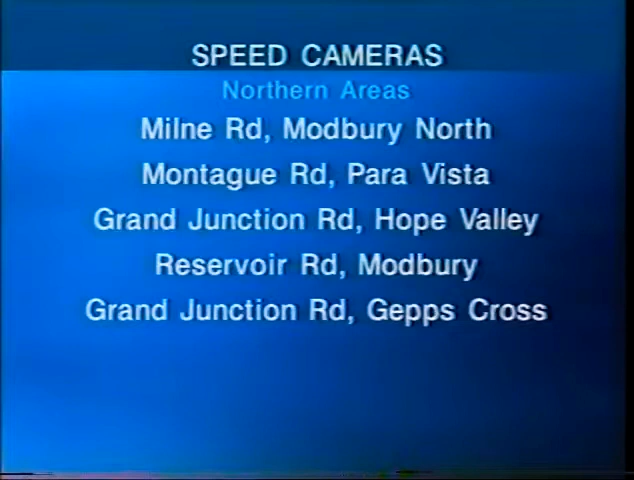 SPEED CAMERAS
Northern Areas
Milne Rd, Modbury North
Montague Rd, Para Vista
Grand Junction Rd, Hope Valley
Reservoir Rd, Modbury
Grand Junction Rd, Gepps Cross